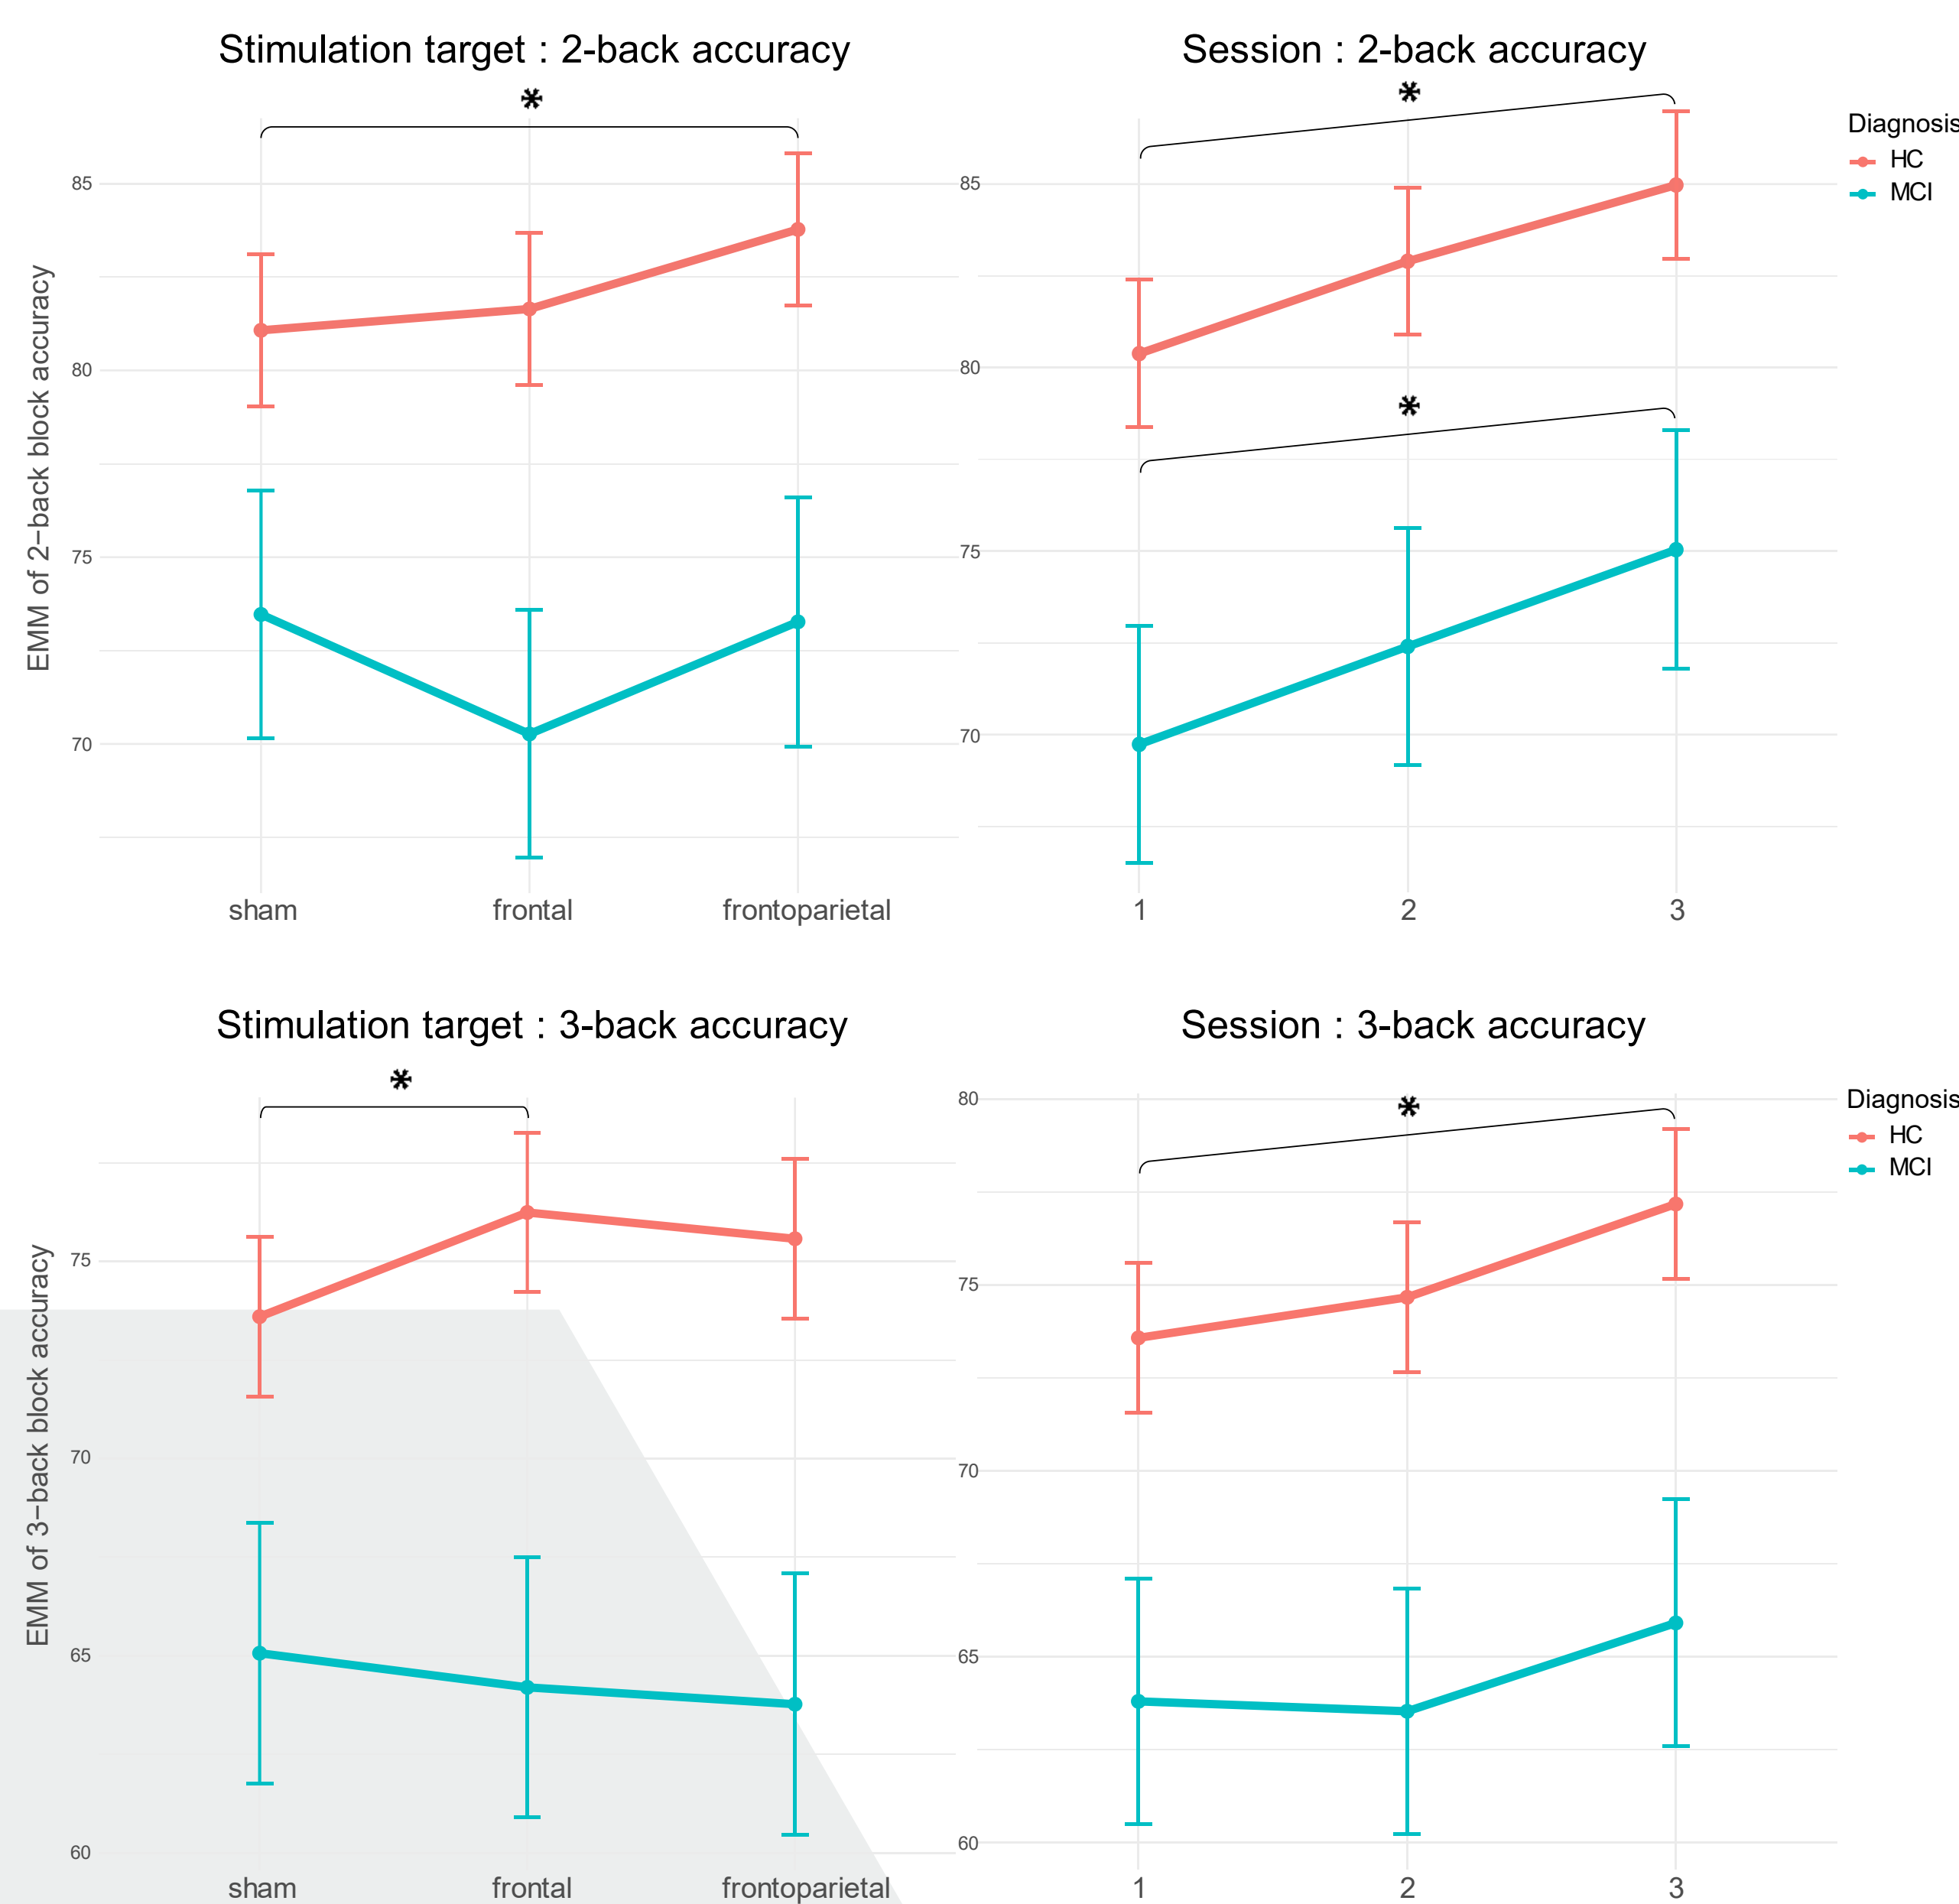 Stimulation target : 2-back accuracy
*
85
80
75
70
EMM of 2−back block accuracy
sham frontal frontoparietal
Session : 2-back accuracy
*
*
85
80
75
70
1 2 3
Diagnosis
HC
MCI
Stimulation target : 3-back accuracy
*
75
70
65
60
EMM of 3−back block accuracy
sham frontal frontoparietal
Session : 3-back accuracy
*
80
75
70
65
60
1 2 3
Diagnosis
HC
MCI